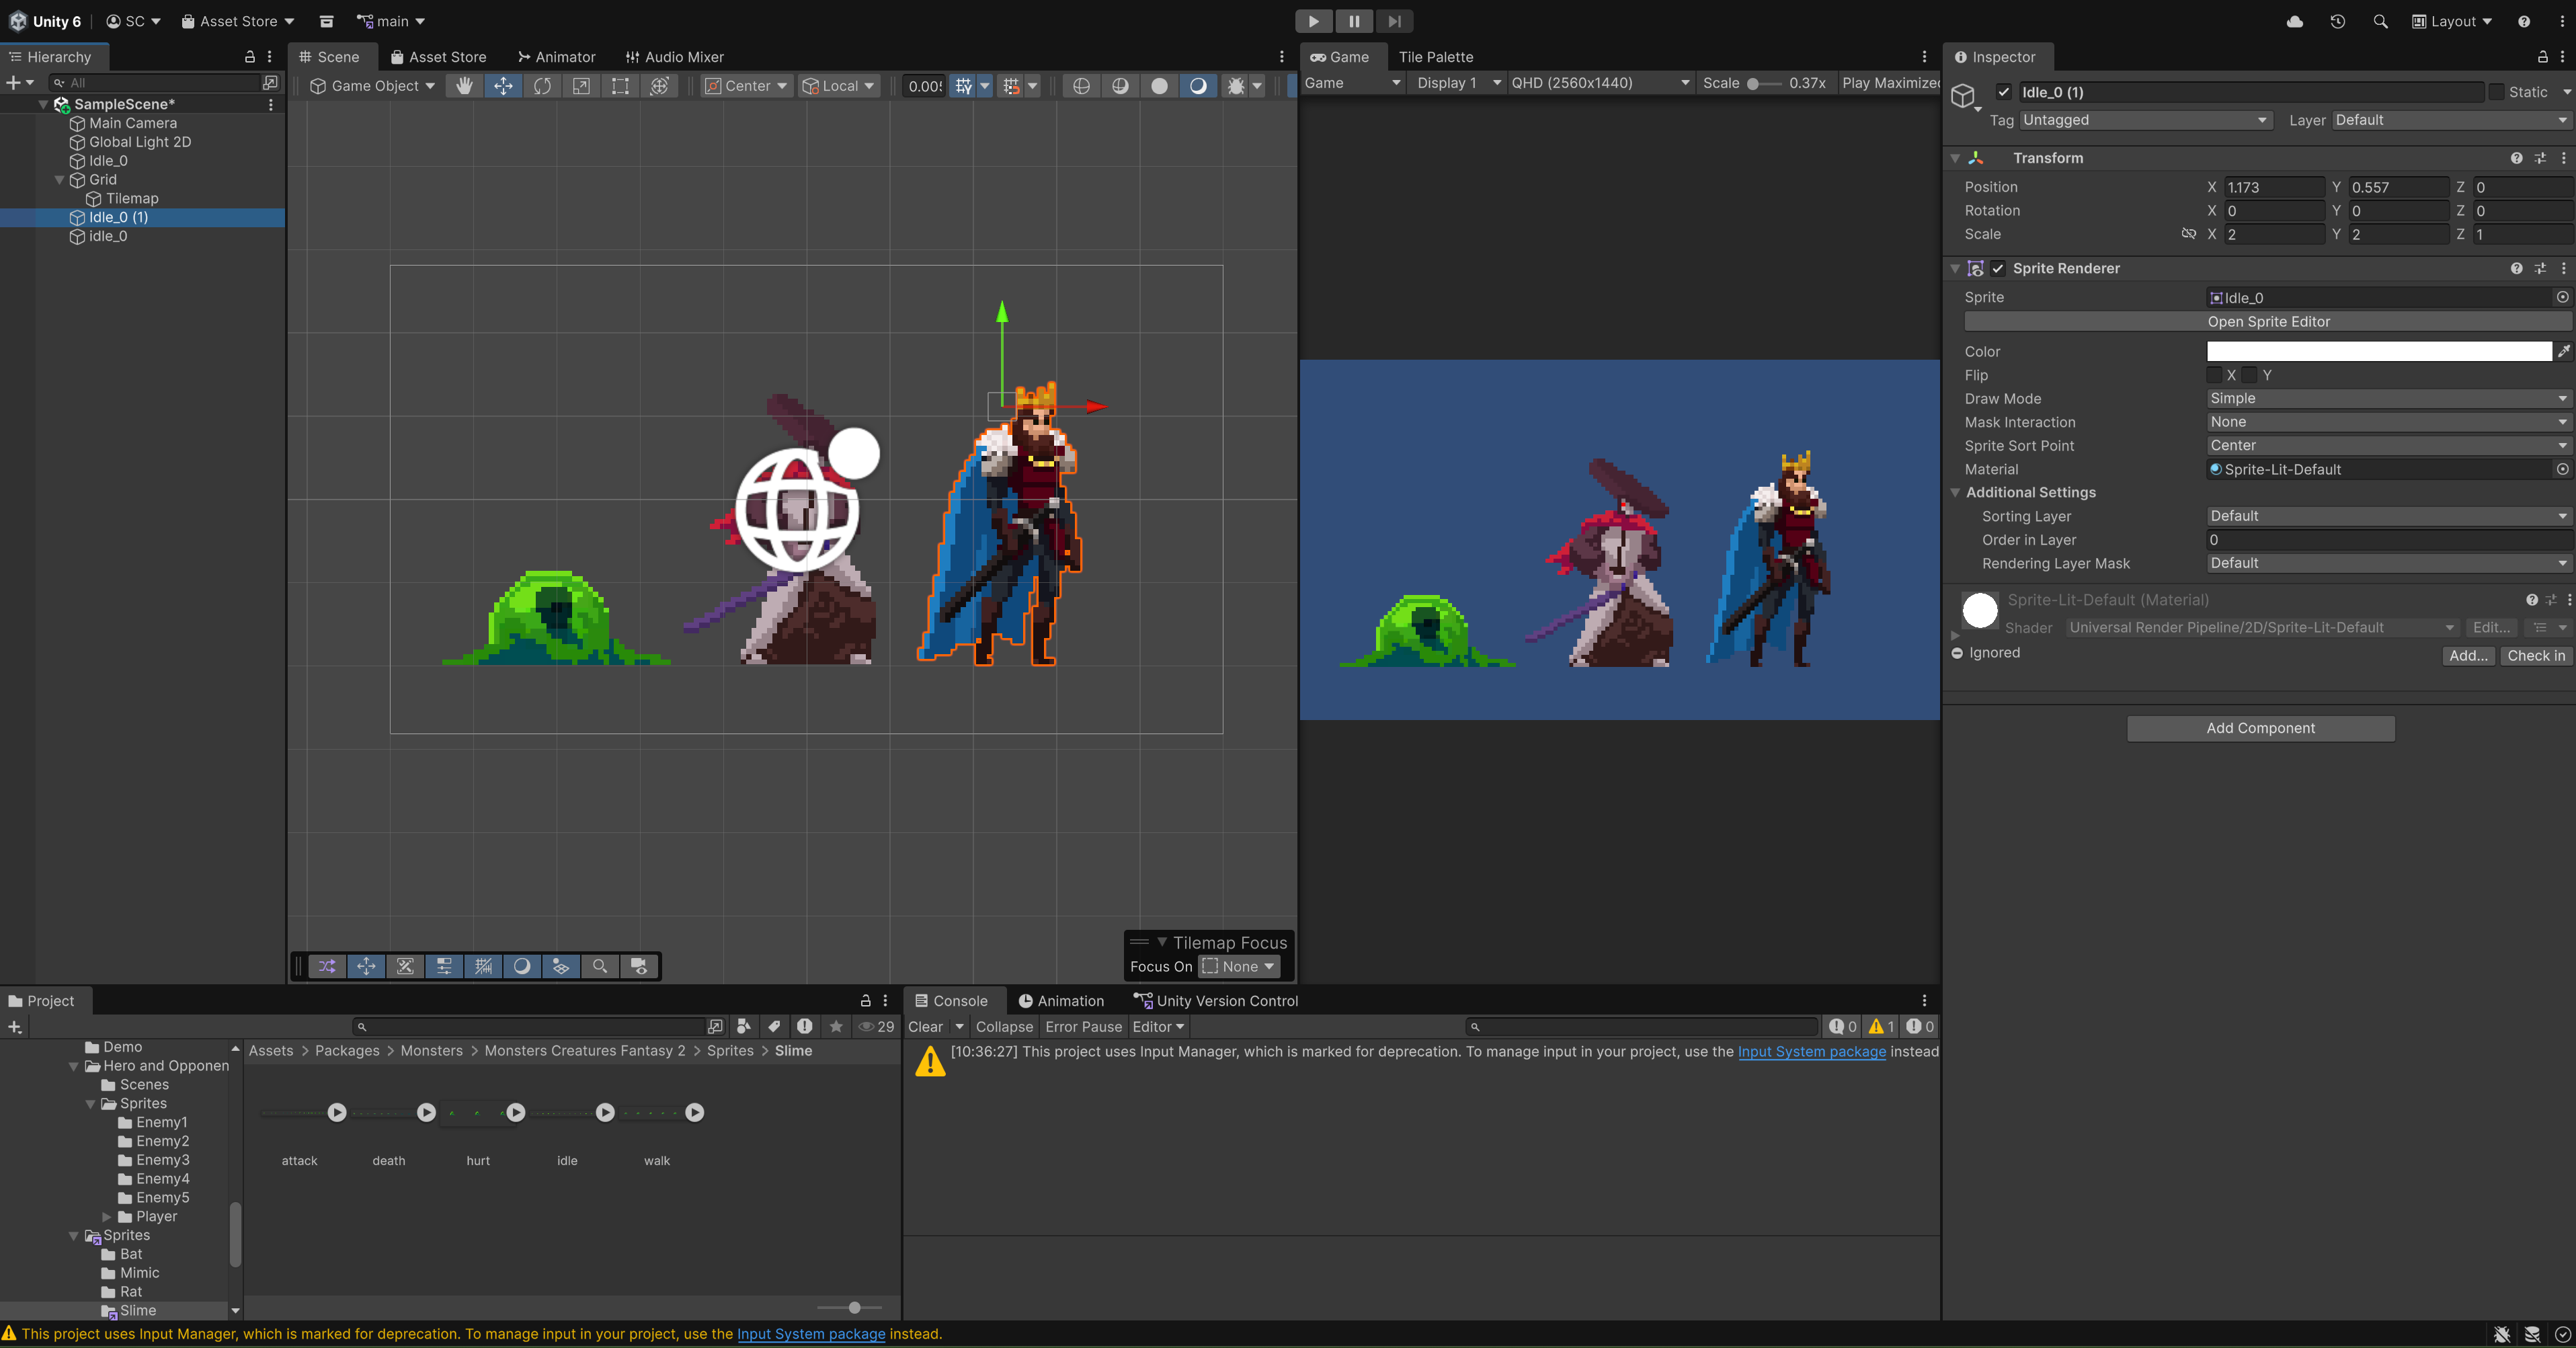 Unity 6 SC Asset Store main Layout
Hierarchy
All
SampleScene*
Main Camera
Global Light 2D
Idle_0
Grid
Tilemap
Idle_0 (1)
idle_0
Scene Asset Store Animator Audio Mixer
Game Object Center Local 0.005
Tilemap Focus
Focus On None
Game Tile Palette
Game Display 1 QHD (2560x1440) Scale 0.37x Play Maximized
Inspector
Idle_0 (1) Static
Tag Untagged Layer Default
Transform
Position X 1.173 Y 0.557 Z 0
Rotation X 0 Y 0 Z 0
Scale X 2 Y 2 Z 1
Sprite Renderer
Sprite Idle_0
Open Sprite Editor
Color
Flip X Y
Draw Mode Simple
Mask Interaction None
Sprite Sort Point Center
Material Sprite-Lit-Default
Additional Settings
Sorting Layer Default
Order in Layer 0
Rendering Layer Mask Default
Sprite-Lit-Default (Material)
Shader Universal Render Pipeline/2D/Sprite-Lit-Default Edit...
Ignored Add... Check in
Add Component
Project
29
Demo
Hero and Opponen
Scenes
Sprites
Enemy1
Enemy2
Enemy3
Enemy4
Enemy5
Player
Sprites
Bat
Mimic
Rat
Slime
Assets > Packages > Monsters > Monsters Creatures Fantasy 2 > Sprites > Slime
attack death hurt idle walk
Console Animation Unity Version Control
Clear Collapse Error Pause Editor 0 1 0
[10:36:27] This project uses Input Manager, which is marked for deprecation. To manage input in your project, use the Input System package instead
This project uses Input Manager, which is marked for deprecation. To manage input in your project, use the Input System package instead.